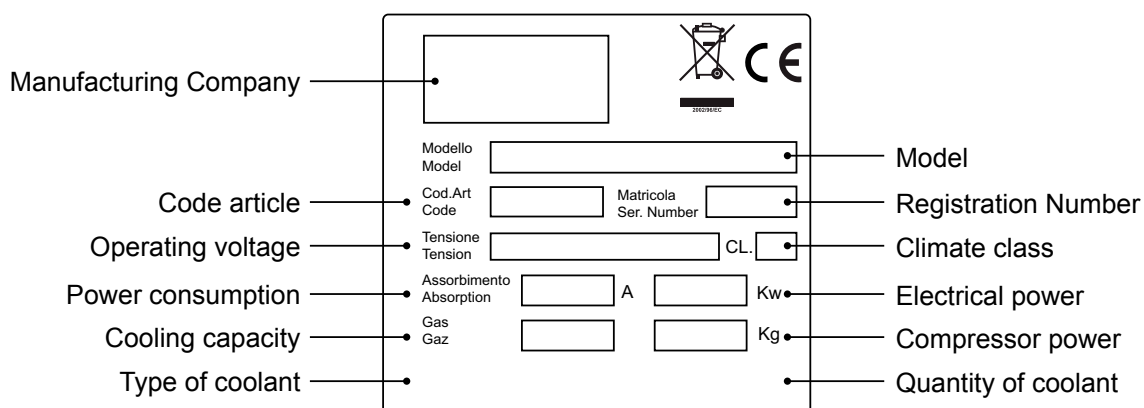 Manufacturing Company
2002/96/EC
CE
Modello
Model
Model
Code article
Cod.Art
Code
Matricola
Ser. Number
Registration Number
Operating voltage
Tensione
Tension
CL.
Climate class
Power consumption
Assorbimento
Absorption
A
Kw
Electrical power
Cooling capacity
Gas
Gaz
Kg
Compressor power
Type of coolant
Quantity of coolant